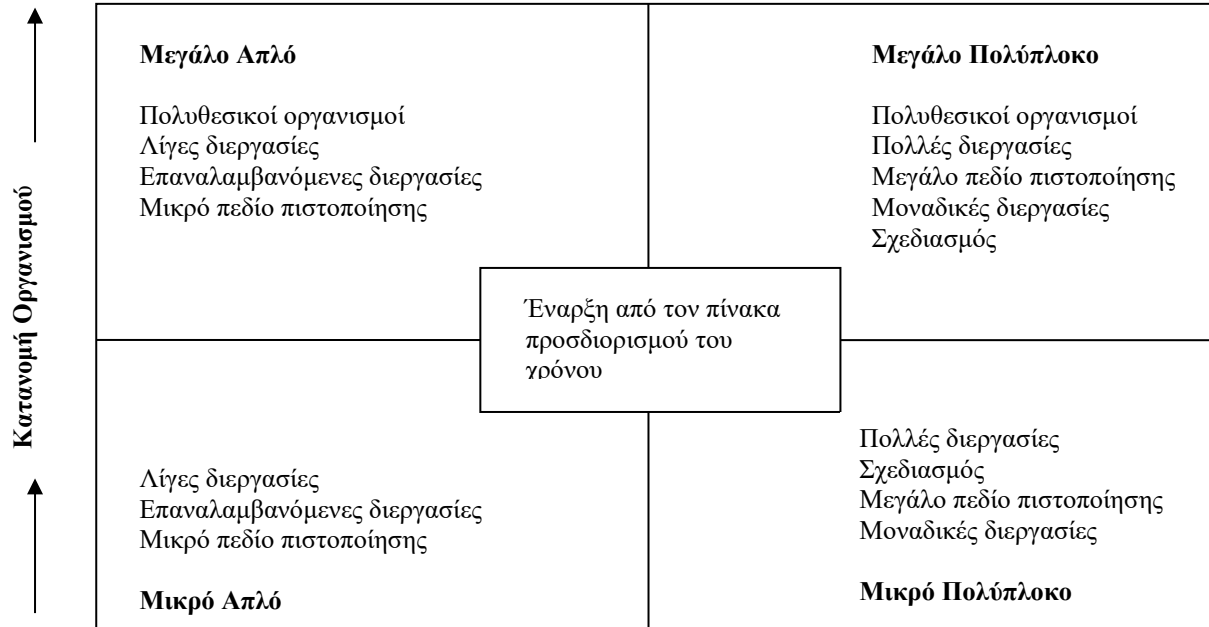 Κατανομή Οργανισμού
Μεγάλο Απλό
Πολυθεσικοί οργανισμοί
Λίγες διεργασίες
Επαναλαμβανόμενες διεργασίες
Μικρό πεδίο πιστοποίησης
Μεγάλο Πολύπλοκο
Πολυθεσικοί οργανισμοί
Πολλές διεργασίες
Μεγάλο πεδίο πιστοποίησης
Μοναδικές διεργασίες
Σχεδιασμός
Έναρξη από τον πίνακα
προσδιορισμού του
χρόνου
Λίγες διεργασίες
Επαναλαμβανόμενες διεργασίες
Μικρό πεδίο πιστοποίησης
Μικρό Απλό
Πολλές διεργασίες
Σχεδιασμός
Μεγάλο πεδίο πιστοποίησης
Μοναδικές διεργασίες
Μικρό Πολύπλοκο